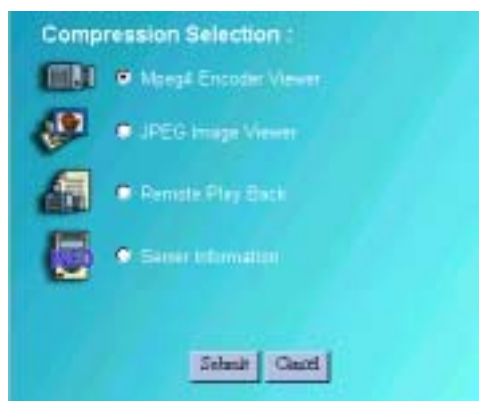 Compression Selection :
Mpeg4 Encoder Viewer
JPEG Image Viewer
Remote Play Back
Server Information
Submit Cancel